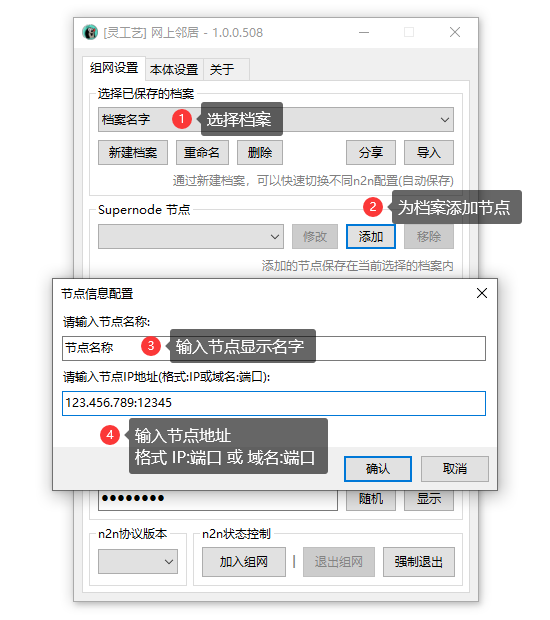 [灵工艺] 网上邻居 - 1.0.0.508
组网设置 本体设置 关于
选择已保存的档案
档案名字 1 选择档案
新建档案 重命名 删除 分享 导入
通过新建档案，可以快速切换不同n2n配置(自动保存)
2 为档案添加节点
Supernode 节点
修改 添加 移除
添加的节点保存在当前选择的档案内
节点信息配置
请输入节点名称:
节点名称 3 输入节点显示名字
请输入节点IP地址(格式:IP或域名:端口):
123.456.789:12345
4 输入节点地址
格式 IP:端口 或 域名:端口
确认 取消
●●●●●●●● 随机 显示
n2n协议版本 n2n状态控制
加入组网 | 退出组网 强制退出